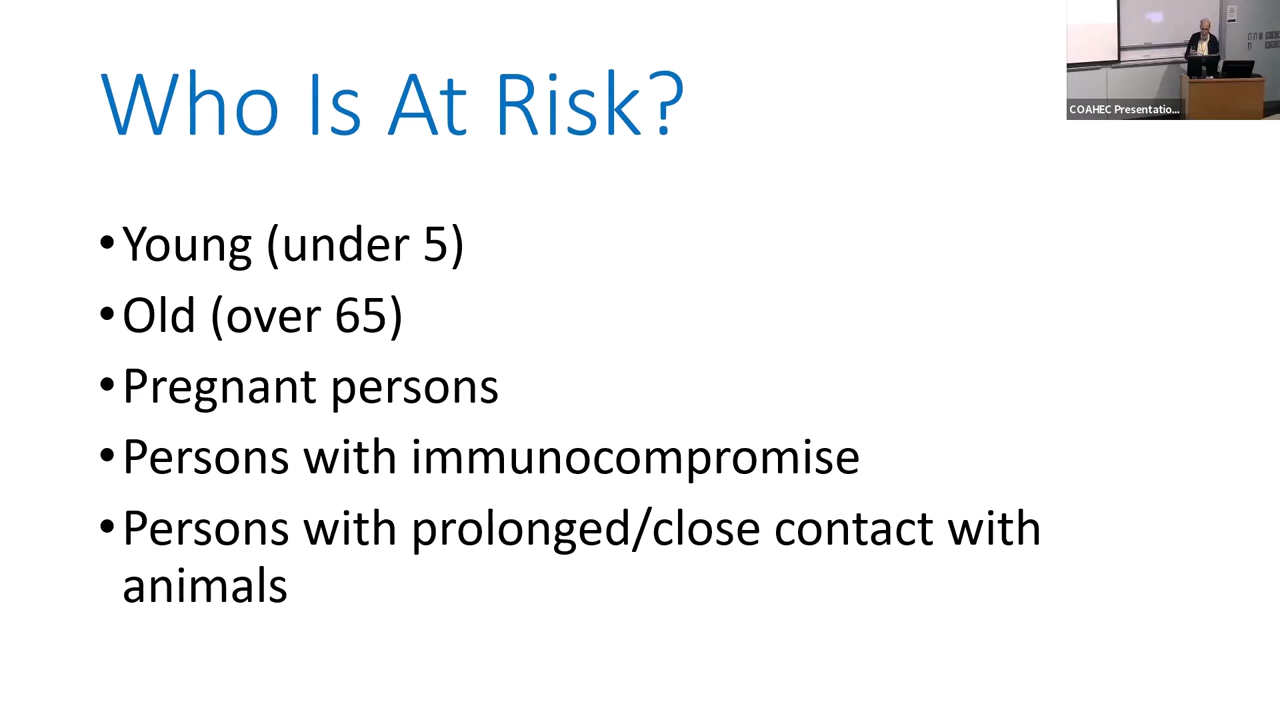 Who Is At Risk?
COAHEC Presentatio...
•Young (under 5)
•Old (over 65)
•Pregnant persons
•Persons with immunocompromise
•Persons with prolonged/close contact with
animals